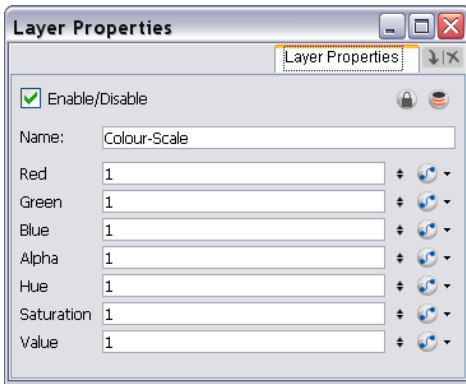 Layer Properties
Layer Properties
Enable/Disable
Name: Colour-Scale
Red 1
Green 1
Blue 1
Alpha 1
Hue 1
Saturation 1
Value 1